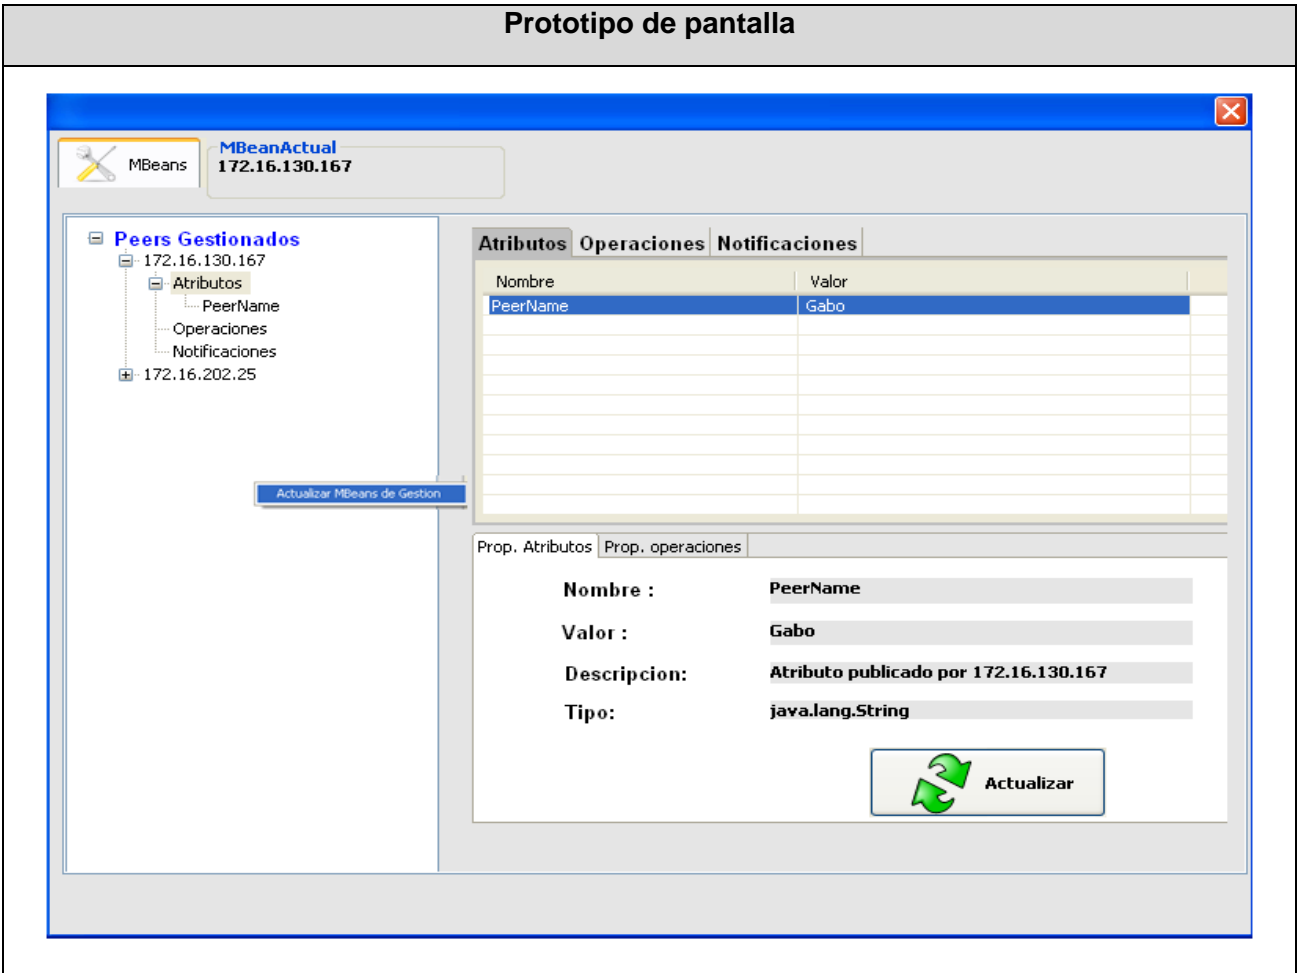 Prototipo de pantalla
MBeans
MBeanActual
172.16.130.167
Peers Gestionados
172.16.130.167
Atributos
PeerName
Operaciones
Notificaciones
172.16.202.25
Actualizar MBeans de Gestion
Atributos Operaciones Notificaciones
Nombre Valor
PeerName Gabo
Prop. Atributos Prop. operaciones
Nombre : PeerName
Valor : Gabo
Descripcion: Atributo publicado por 172.16.130.167
Tipo: java.lang.String
Actualizar